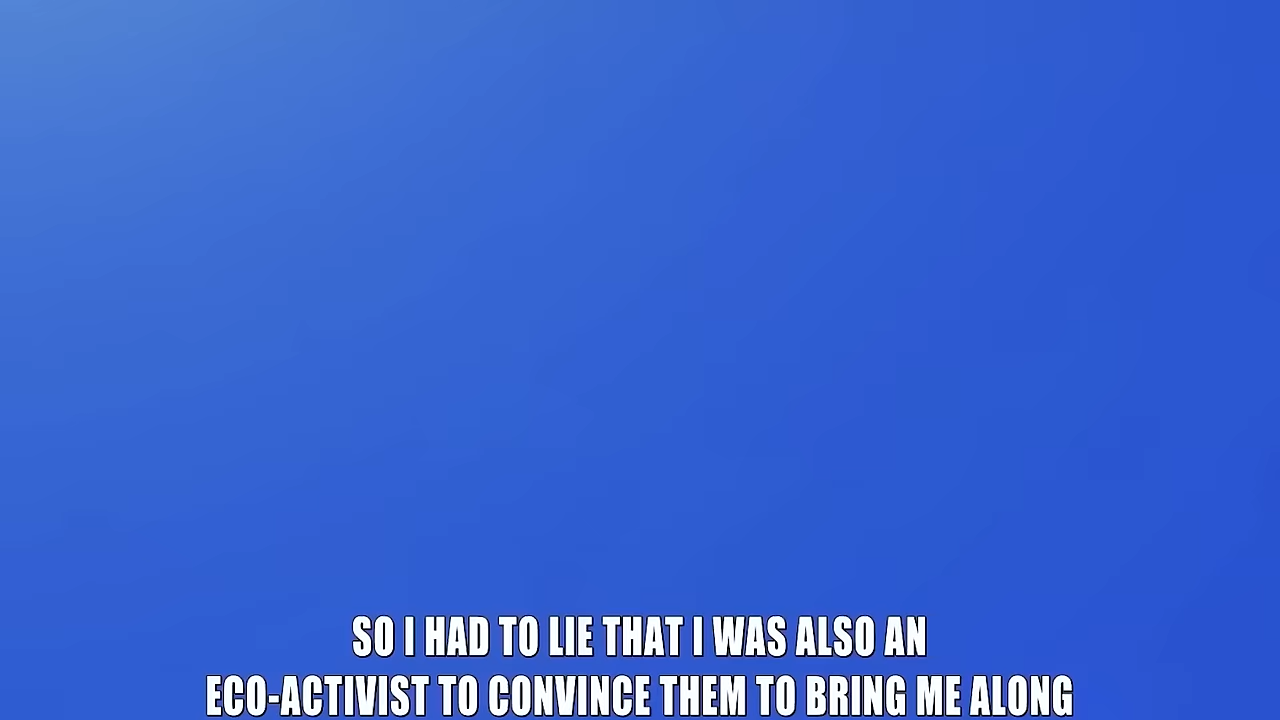 SO I HAD TO LIE THAT I WAS ALSO AN
ECO-ACTIVIST TO CONVINCE THEM TO BRING ME ALONG